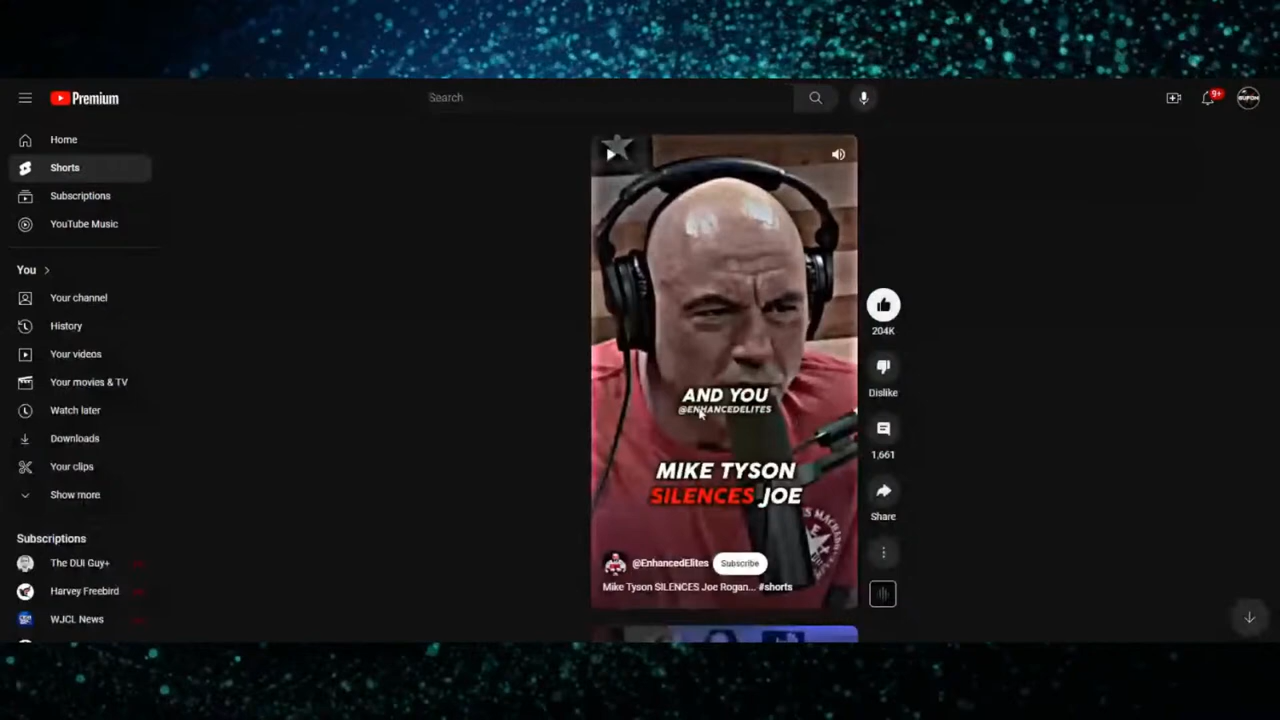 Premium
Search
9+
Home
Shorts
Subscriptions
YouTube Music
You
Your channel
History
Your videos
Your movies & TV
Watch later
Downloads
Your clips
Show more
Subscriptions
The DUI Guy+
Harvey Freebird
WJCL News
AND YOU
@ENHANCEDELITES
MIKE TYSON
SILENCES JOE
@EnhancedElites
Subscribe
Mike Tyson SILENCES Joe Rogan... #shorts
204K
Dislike
1,661
Share